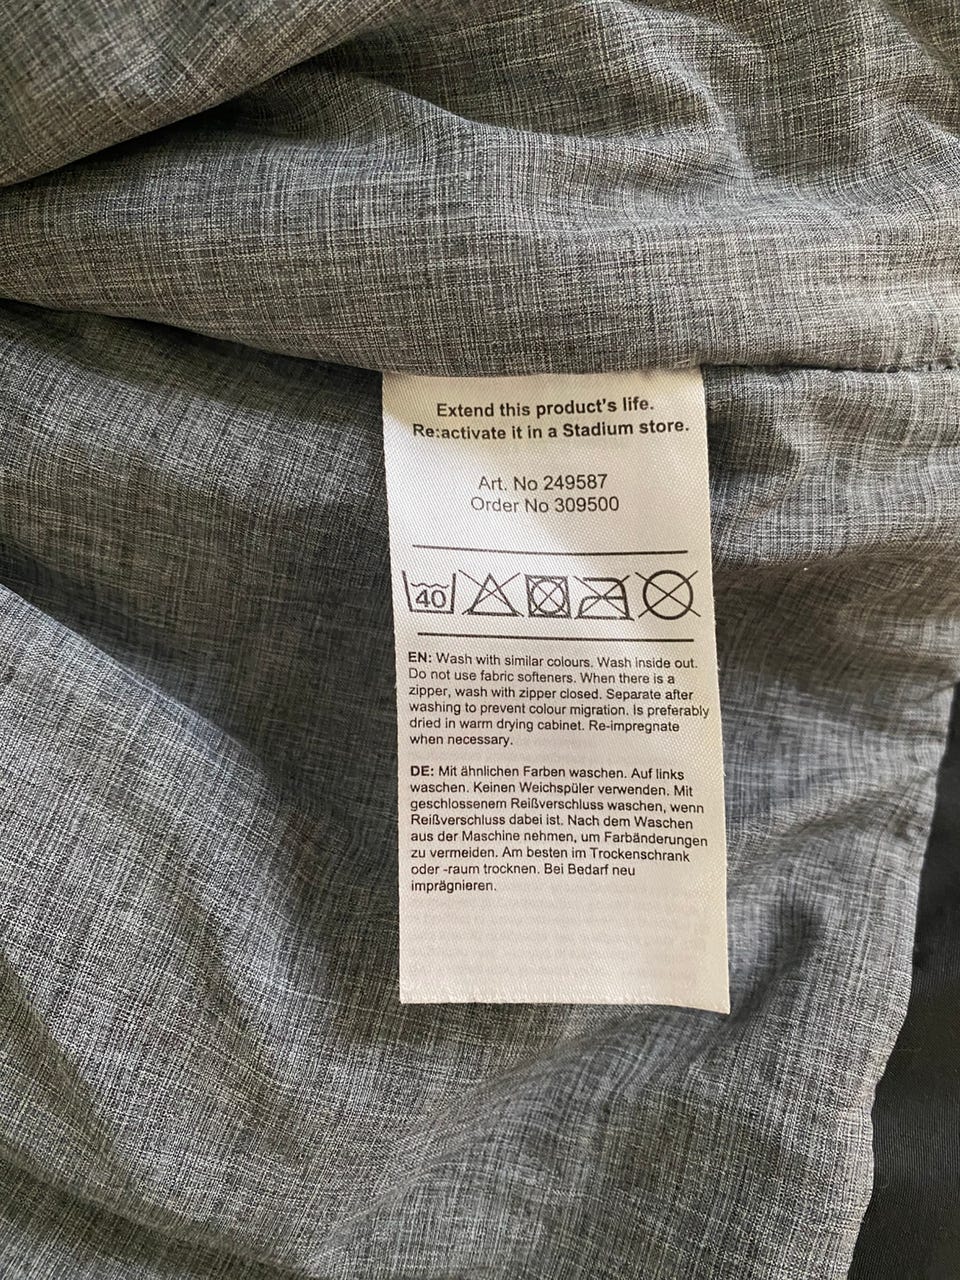 Extend this product's life.
Re:activate it in a Stadium store.
Art. No 249587
Order No 309500
40
EN: Wash with similar colours. Wash inside out.
Do not use fabric softeners. When there is a
zipper, wash with zipper closed. Separate after
washing to prevent colour migration. Is preferably
dried in warm drying cabinet. Re-impregnate
when necessary.
DE: Mit ähnlichen Farben waschen. Auf links
waschen. Keinen Weichspüler verwenden. Mit
geschlossenem Reißverschluss waschen, wenn
Reißverschluss dabei ist. Nach dem Waschen
aus der Maschine nehmen, um Farbänderungen
zu vermeiden. Am besten im Trockenschrank
oder -raum trocknen. Bei Bedarf neu
imprägnieren.